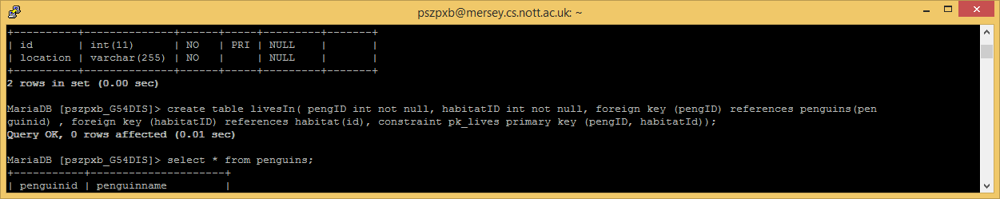 pszpxb@mersey.cs.nott.ac.uk: ~
+----------+--------------+------+-----+---------+-------+
| id       | int(11)      | NO   | PRI | NULL    |       |
| location | varchar(255) | NO   |     | NULL    |       |
+----------+--------------+------+-----+---------+-------+
2 rows in set (0.00 sec)
MariaDB [pszpxb_G54DIS]> create table livesIn( pengID int not null, habitatID int not null, foreign key (pengID) references penguins(pen
guinid) , foreign key (habitatID) references habitat(id), constraint pk_lives primary key (pengID, habitatId));
Query OK, 0 rows affected (0.01 sec)
MariaDB [pszpxb_G54DIS]> select * from penguins;
+-----------+---------------------+
| penguinid | penguinname         |